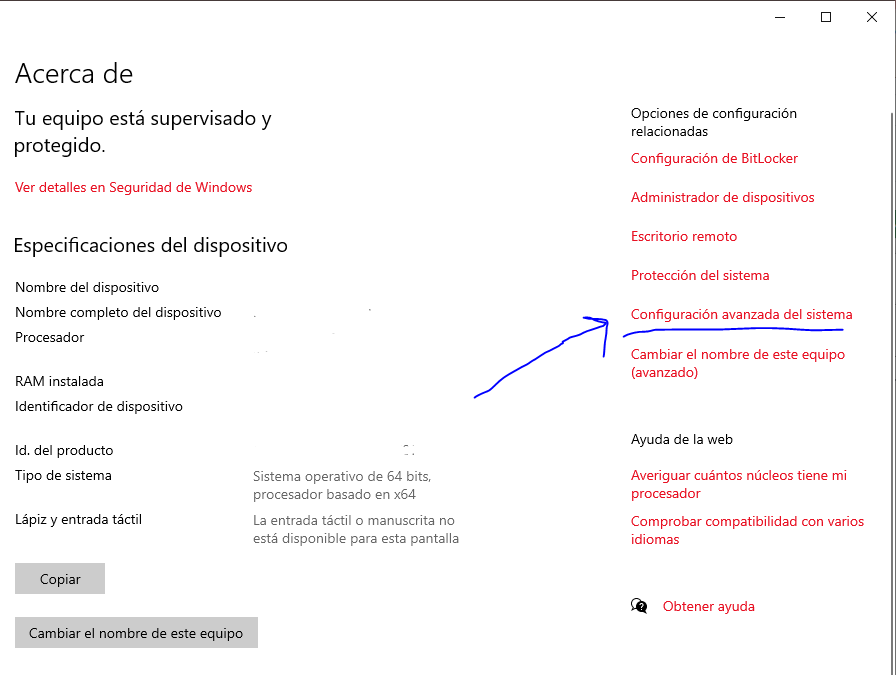 Acerca de
Tu equipo está supervisado y
protegido.
Ver detalles en Seguridad de Windows
Especificaciones del dispositivo
Nombre del dispositivo
Nombre completo del dispositivo
Procesador
RAM instalada
Identificador de dispositivo
Id. del producto
Tipo de sistema
Sistema operativo de 64 bits,
procesador basado en x64
Lápiz y entrada táctil
La entrada táctil o manuscrita no
está disponible para esta pantalla
Copiar
Cambiar el nombre de este equipo
Opciones de configuración
relacionadas
Configuración de BitLocker
Administrador de dispositivos
Escritorio remoto
Protección del sistema
Configuración avanzada del sistema
Cambiar el nombre de este equipo
(avanzado)
Ayuda de la web
Averiguar cuántos núcleos tiene mi
procesador
Comprobar compatibilidad con varios
idiomas
Obtener ayuda